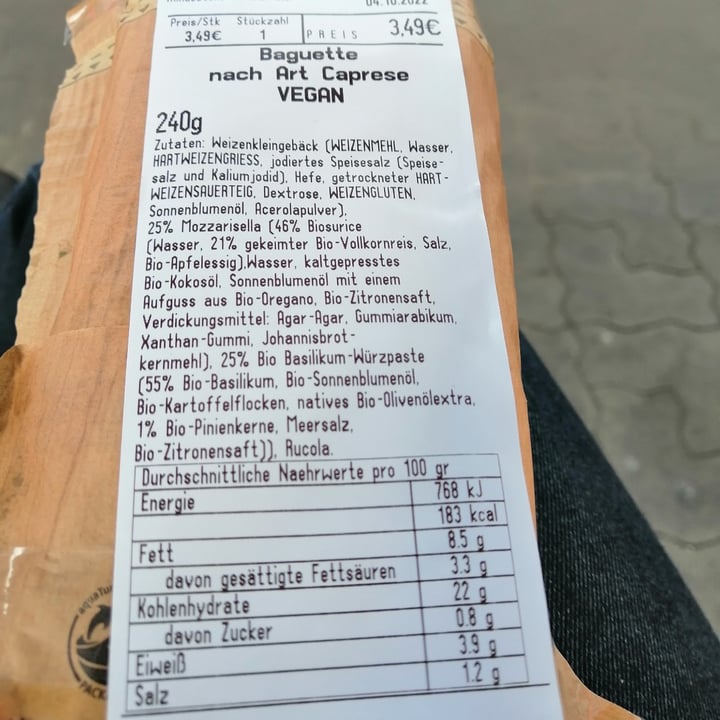 04.10.2022
Preis/Stk Stückzahl
3,49€ 1 PREIS 3,49€
Baguette
nach Art Caprese
VEGAN
240g
Zutaten: Weizenkleingebäck (WEIZENMEHL, Wasser,
HARTWEIZENGRIESS, jodiertes Speisesalz (Speise-
salz und Kaliumjodid), Hefe, getrockneter HART-
WEIZENSAUERTEIG, Dextrose, WEIZENGLUTEN,
Sonnenblumenöl, Acerolapulver),
25% Mozzarisella (46% Biosurice
(Wasser, 21% gekeimter Bio-Vollkornreis, Salz,
Bio-Apfelessig),Wasser, kaltgepresstes
Bio-Kokosöl, Sonnenblumenöl mit einem
Aufguss aus Bio-Oregano, Bio-Zitronensaft,
Verdickungsmittel: Agar-Agar, Gummiarabikum,
Xanthan-Gummi, Johannisbrot-
kernmehl), 25% Bio Basilikum-Würzpaste
(55% Bio-Basilikum, Bio-Sonnenblumenöl,
Bio-Kartoffelflocken, natives Bio-Olivenölextra,
1% Bio-Pinienkerne, Meersalz,
Bio-Zitronensaft)), Rucola.
Durchschnittliche Naehrwerte pro 100 gr
Energie 768 kJ
183 kcal
Fett 8.5 g
davon gesättigte Fettsäuren 3.3 g
Kohlenhydrate 22 g
davon Zucker 0.8 g
Eiweiß 3.9 g
Salz 1.2 g